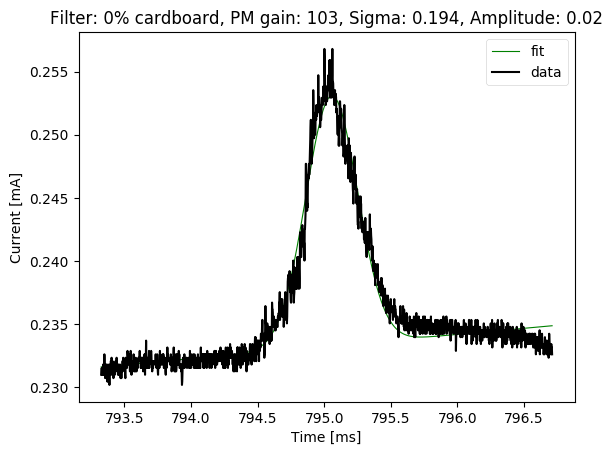 Filter: 0% cardboard, PM gain: 103, Sigma: 0.194, Amplitude: 0.02
fit
data
0.255
0.250
0.245
0.240
0.235
0.230
Current [mA]
793.5 794.0 794.5 795.0 795.5 796.0 796.5
Time [ms]